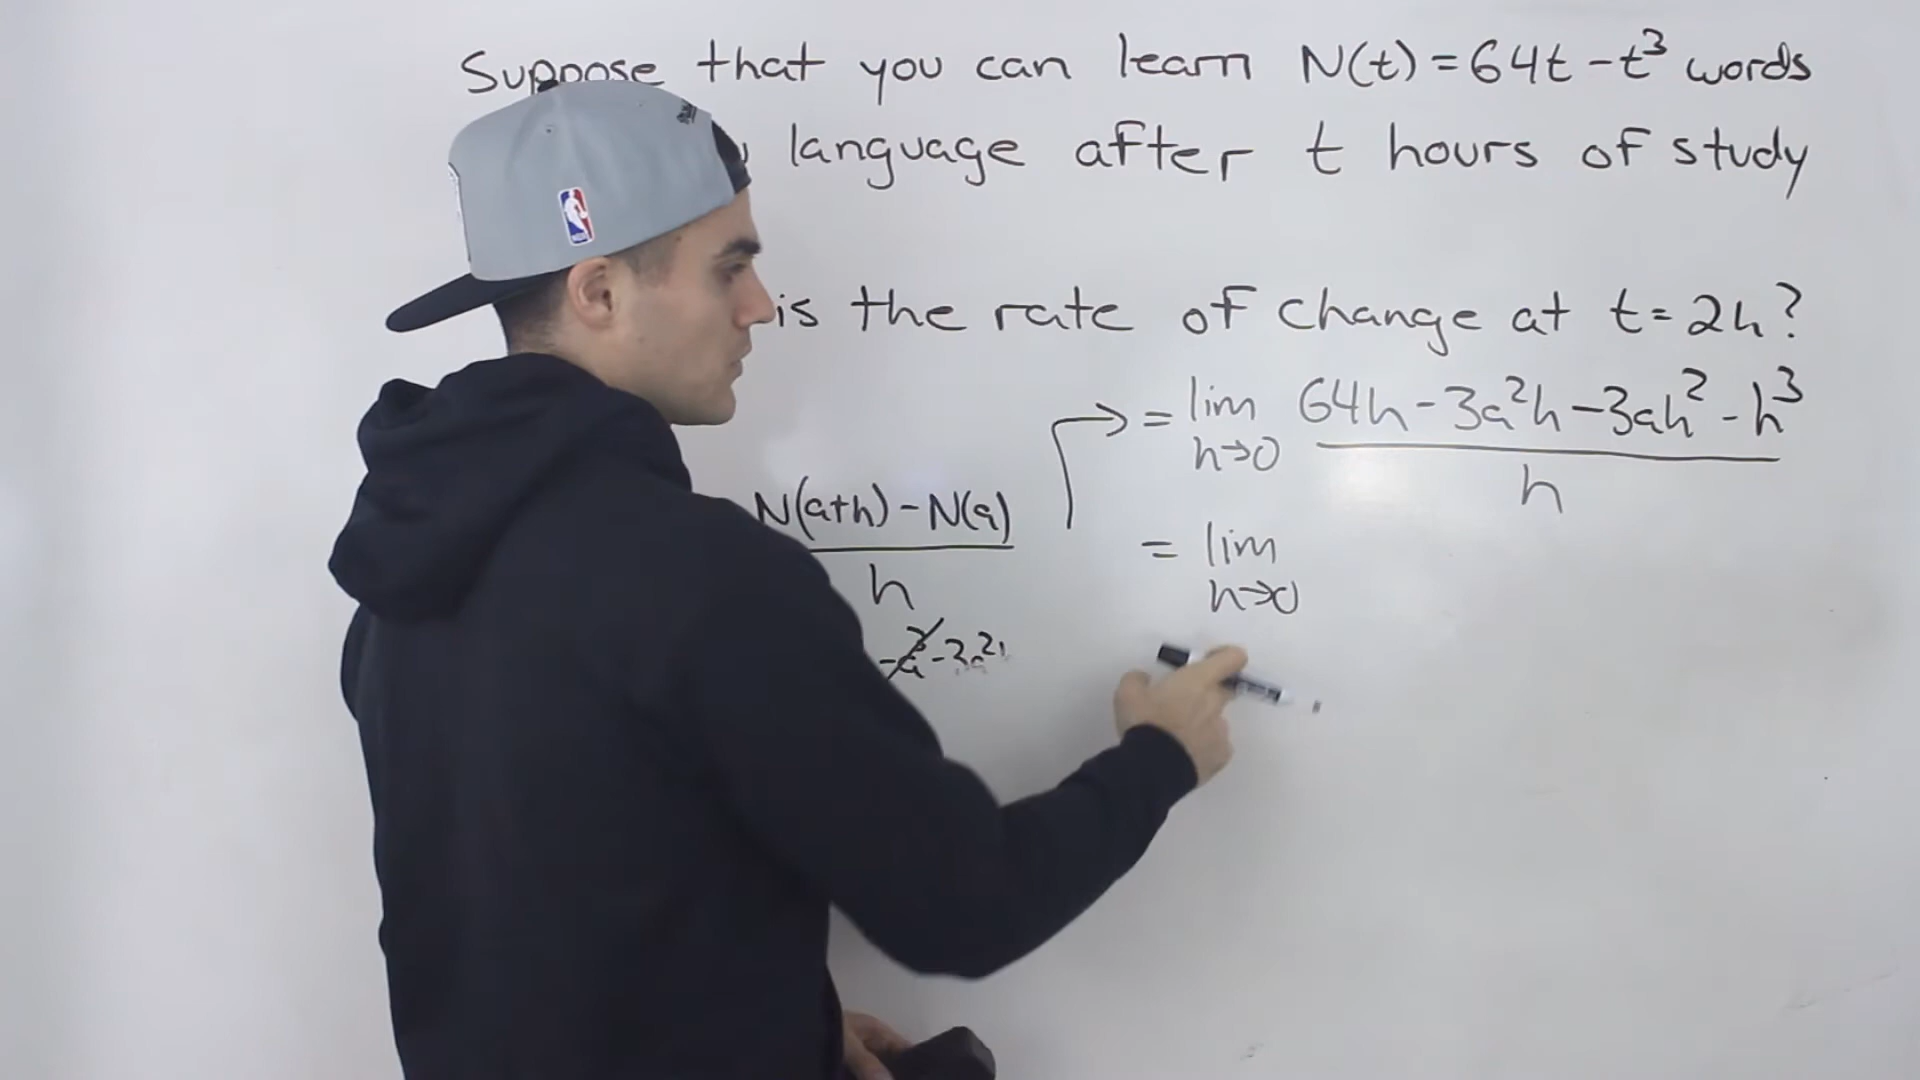 Suppose that you can learn N(t) = 64t - t³ words
language after t hours of study
is the rate of change at t = 2h?
= lim 64h - 3a²h - 3ah² - h³
h→0 h
N(a+h) - N(a)
h
= lim
h→0